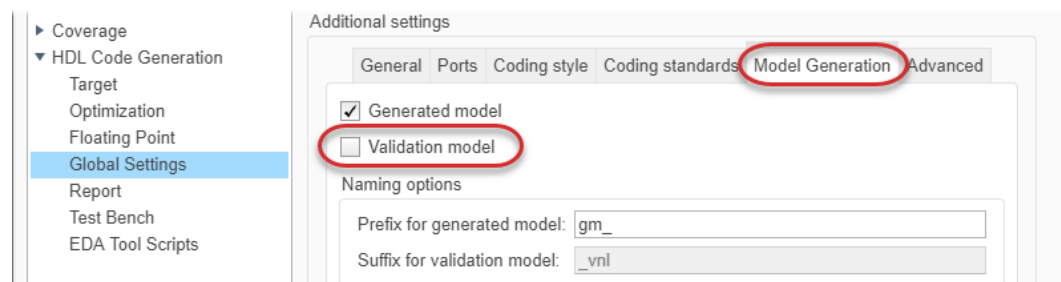 Coverage
HDL Code Generation
Target
Optimization
Floating Point
Global Settings
Report
Test Bench
EDA Tool Scripts
Additional settings
General Ports Coding style Coding standards Model Generation Advanced
Generated model
Validation model
Naming options
Prefix for generated model: gm_
Suffix for validation model: _vnl